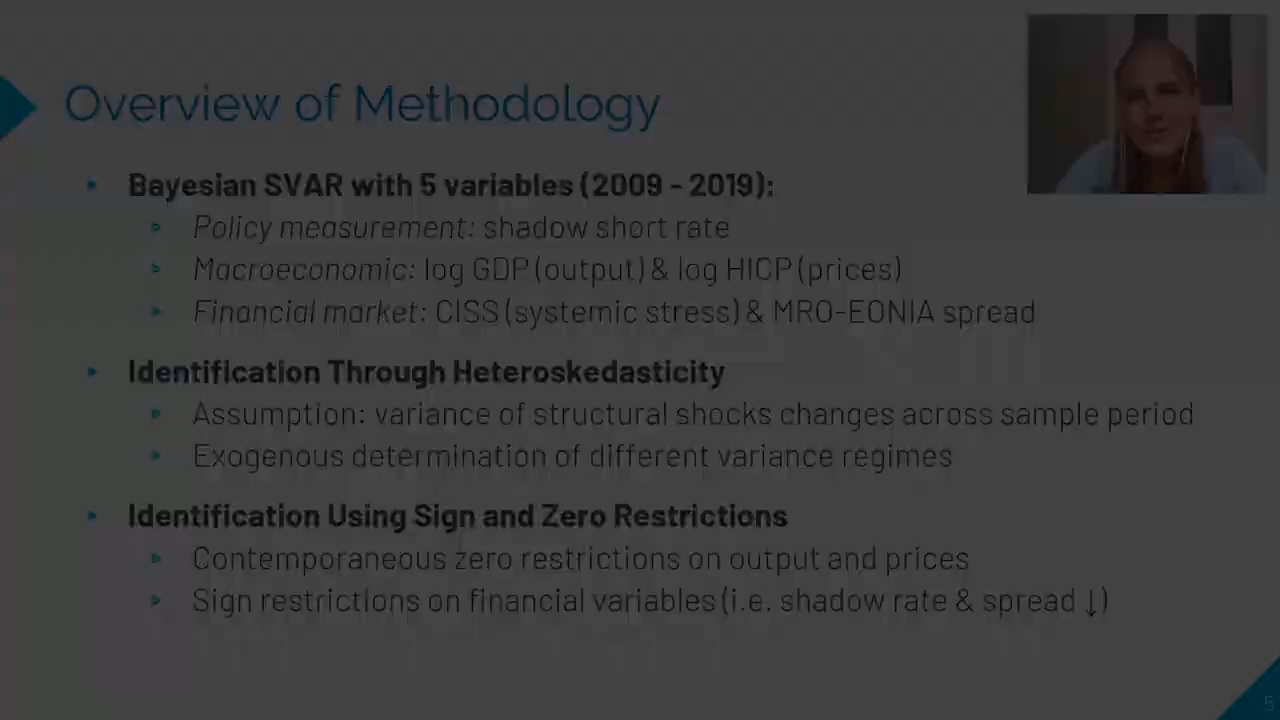 Overview of Methodology
Bayesian SVAR with 5 variables (2009 - 2019):
Policy measurement: shadow short rate
Macroeconomic: log GDP (output) & log HICP (prices)
Financial market: CISS (systemic stress) & MRO-EONIA spread
Identification Through Heteroskedasticity
Assumption: variance of structural shocks changes across sample period
Exogenous determination of different variance regimes
Identification Using Sign and Zero Restrictions
Contemporaneous zero restrictions on output and prices
Sign restrictions on financial variables (i.e. shadow rate & spread ↓)
5